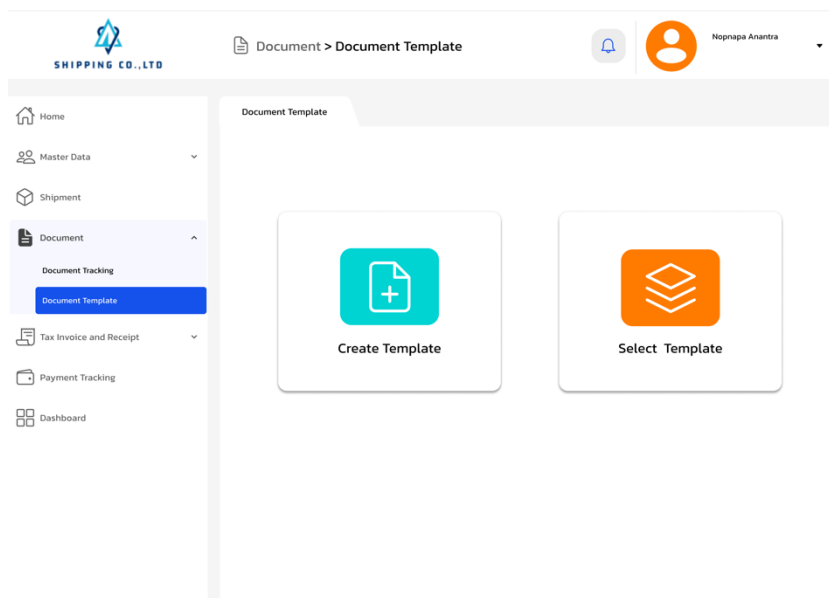 SHIPPING CO.,LTD
Document > Document Template
Nopnapa Anantra
Home
Master Data
Shipment
Document
Document Tracking
Document Template
Tax Invoice and Receipt
Payment Tracking
Dashboard
Document Template
Create Template
Select Template